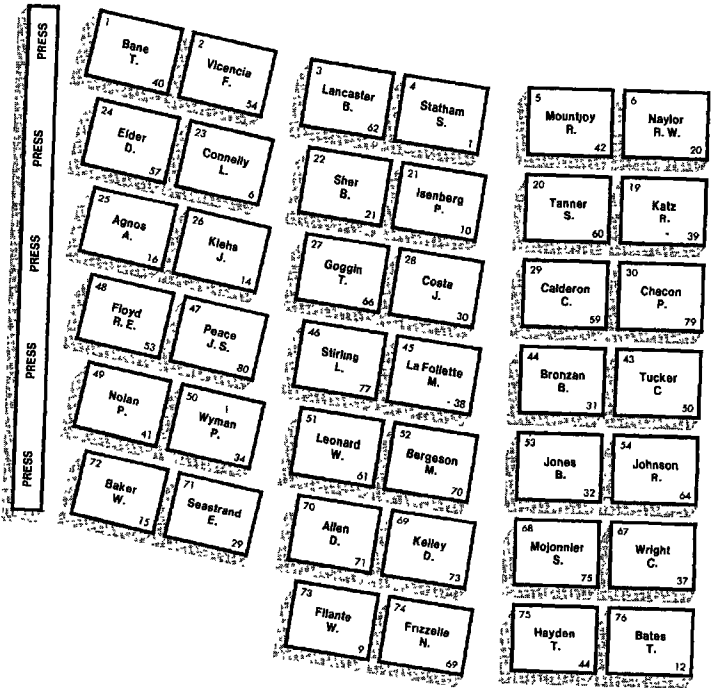 PRESS
PRESS
PRESS
PRESS
PRESS
1
Bane
T.
40
2
Vicencia
F.
54
3
Lancaster
B.
62
4
Statham
S.
1
5
Mountjoy
R.
42
6
Naylor
R. W.
20
24
Elder
D.
57
23
Connelly
L.
6
22
Sher
B.
21
21
Isenberg
P.
10
20
Tanner
S.
60
19
Katz
R.
39
25
Agnos
A.
16
26
Klehs
J.
14
27
Goggin
T.
66
28
Costa
J.
30
29
Calderon
C.
59
30
Chacon
P.
79
48
Floyd
R. E.
53
47
Peace
J. S.
80
46
Stirling
L.
77
45
La Follette
M.
38
44
Bronzan
B.
31
43
Tucker
C
50
49
Nolan
P.
41
50
Wyman
P.
34
51
Leonard
W.
61
52
Bergeson
M.
70
53
Jones
B.
32
54
Johnson
R.
64
72
Baker
W.
15
71
Seastrand
E.
29
70
Allen
D.
71
69
Kelley
D.
73
68
Mojonnier
S.
75
67
Wright
C.
37
73
Filante
W.
9
74
Frizzelle
N.
69
75
Hayden
T.
44
76
Bates
T.
12